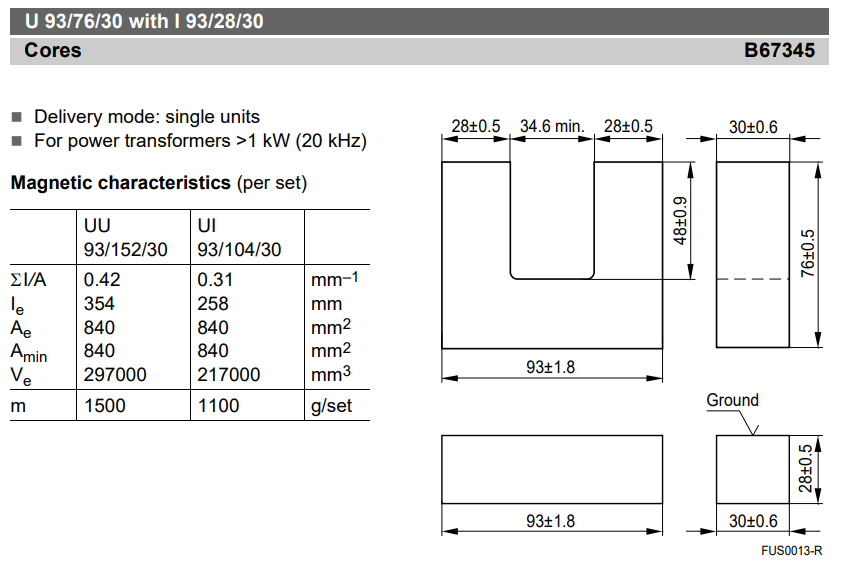 U 93/76/30 with I 93/28/30
Cores B67345
■ Delivery mode: single units
■ For power transformers >1 kW (20 kHz)
Magnetic characteristics (per set)
UU UI
93/152/30 93/104/30
Σl/A 0.42 0.31 mm–1
le 354 258 mm
Ae 840 840 mm2
Amin 840 840 mm2
Ve 297000 217000 mm3
m 1500 1100 g/set
28±0.5 34.6 min. 28±0.5 30±0.6
48±0.9
76±0.5
93±1.8
Ground
28±0.5
93±1.8 30±0.6
FUS0013-R